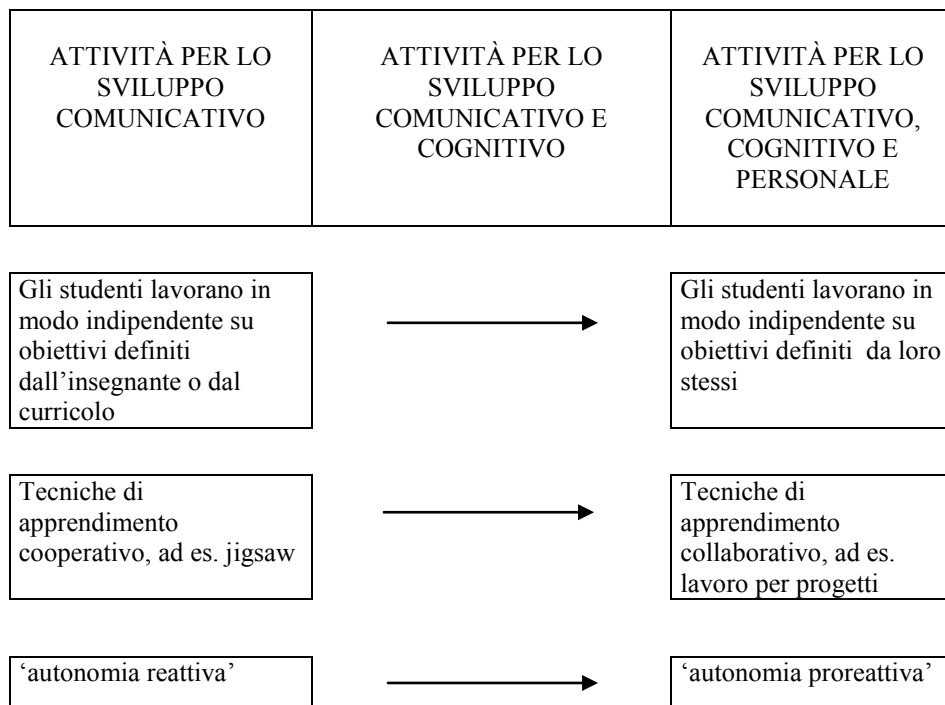 ATTIVITÀ PER LO
SVILUPPO
COMUNICATIVO
ATTIVITÀ PER LO
SVILUPPO
COMUNICATIVO E
COGNITIVO
ATTIVITÀ PER LO
SVILUPPO
COMUNICATIVO,
COGNITIVO E
PERSONALE
Gli studenti lavorano in
modo indipendente su
obiettivi definiti
dall’insegnante o dal
curricolo
Gli studenti lavorano in
modo indipendente su
obiettivi definiti da loro
stessi
Tecniche di
apprendimento
cooperativo, ad es. jigsaw
Tecniche di
apprendimento
collaborativo, ad es.
lavoro per progetti
‘autonomia reattiva’
‘autonomia proreattiva’